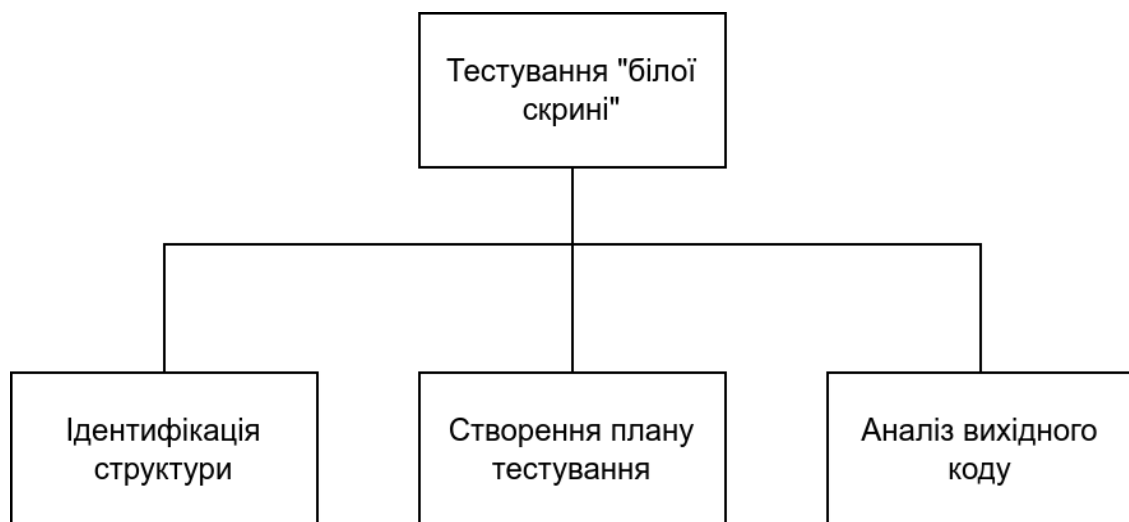 Тестування "білої
скрині"
Ідентифікація
структури
Створення плану
тестування
Аналіз вихідного
коду